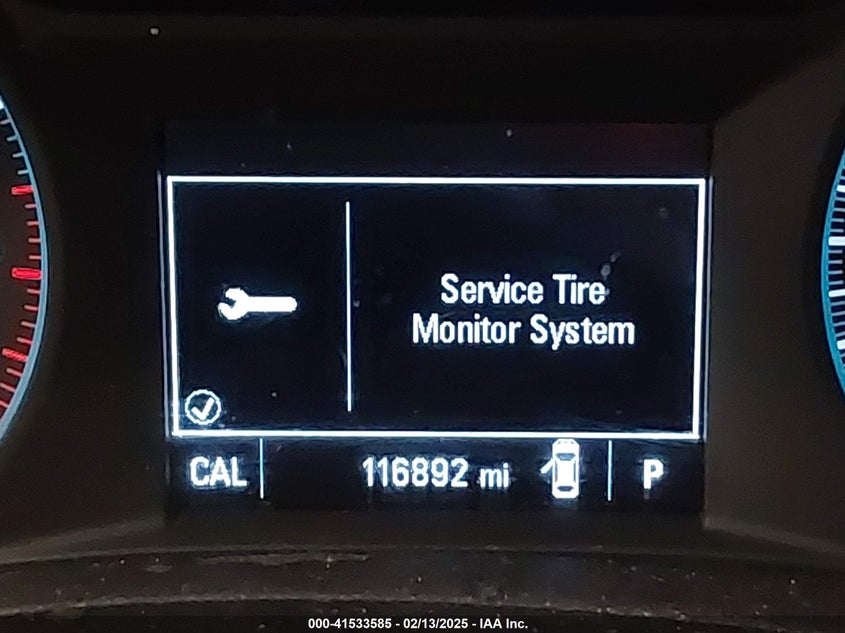 Service Tire
Monitor System
CAL 116892 mi P
000-41533585 - 02/13/2025 - IAA Inc.